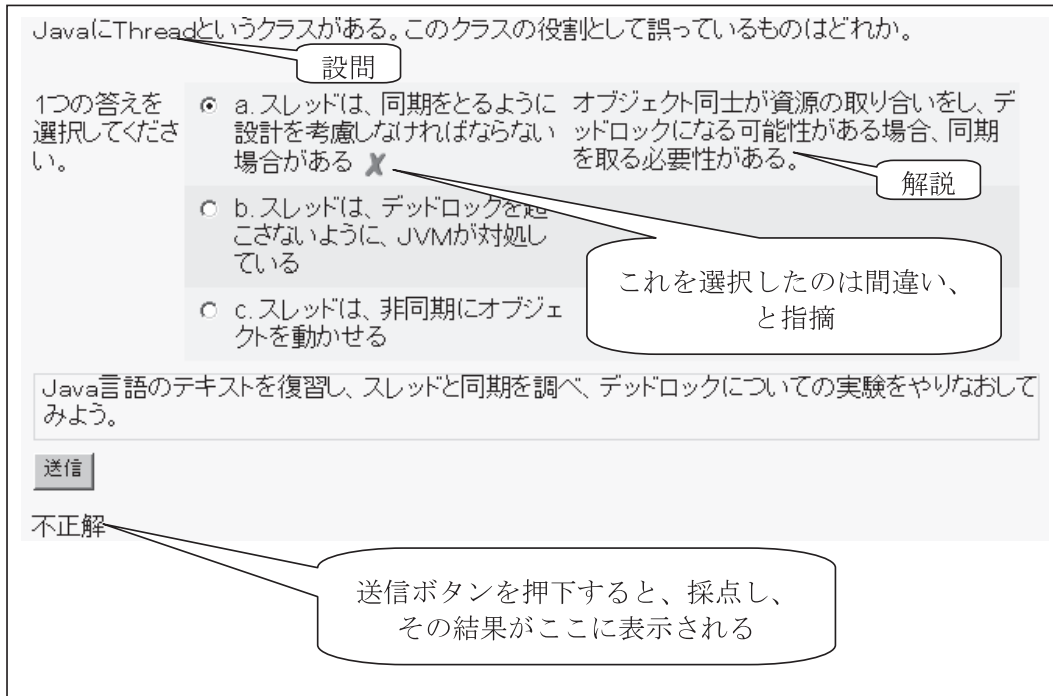 JavaにThreadというクラスがある。このクラスの役割として誤っているものはどれか。
設問
1つの答えを
選択してくださ
い。
a. スレッドは、同期をとるように
設計を考慮しなければならない
場合がある ✗
オブジェクト同士が資源の取り合いをし、デ
ッドロックになる可能性がある場合、同期
を取る必要性がある。
解説
b. スレッドは、デッドロックを起
こさないように、JVMが対処し
ている
これを選択したのは間違い、
と指摘
c. スレッドは、非同期にオブジェ
クトを動かせる
Java言語のテキストを復習し、スレッドと同期を調べ、デッドロックについての実験をやりなおして
みよう。
送信
不正解
送信ボタンを押下すると、採点し、
その結果がここに表示される